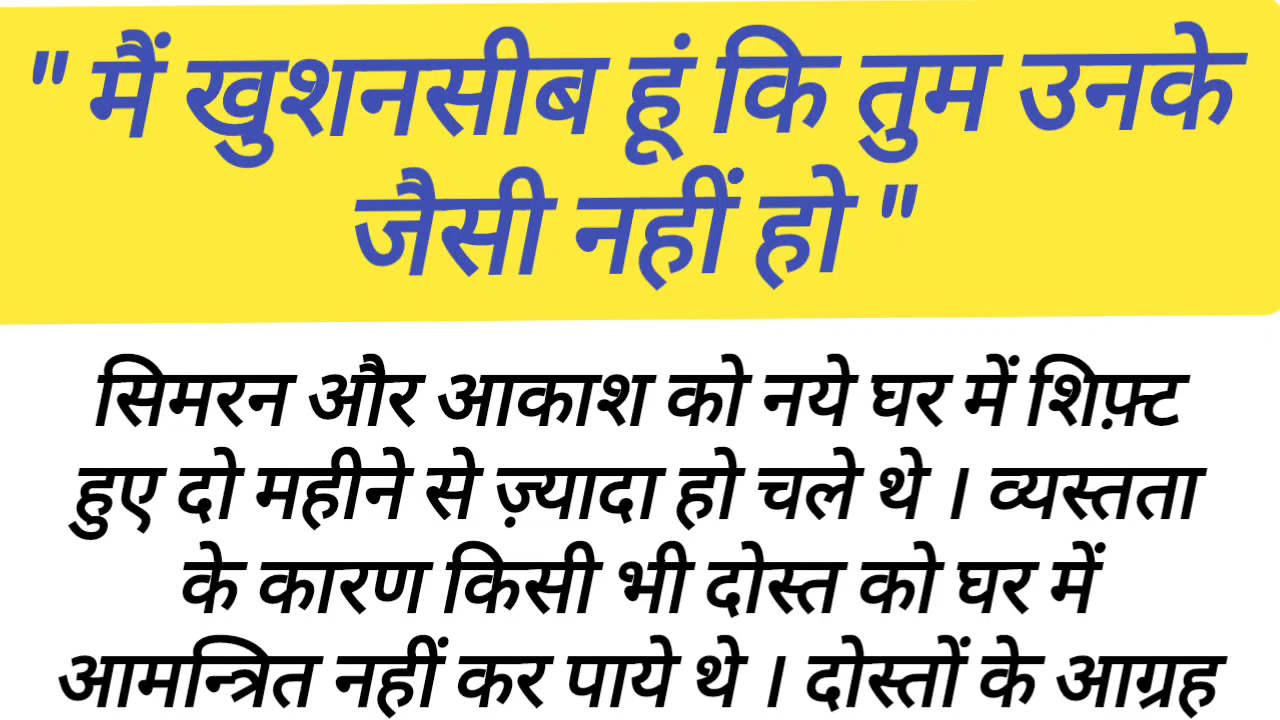 " मैं खुशनसीब हूं कि तुम उनके
जैसी नहीं हो "
सिमरन और आकाश को नये घर में शिफ़्ट
हुए दो महीने से ज़्यादा हो चले थे । व्यस्तता
के कारण किसी भी दोस्त को घर में
आमन्त्रित नहीं कर पाये थे । दोस्तों के आग्रह